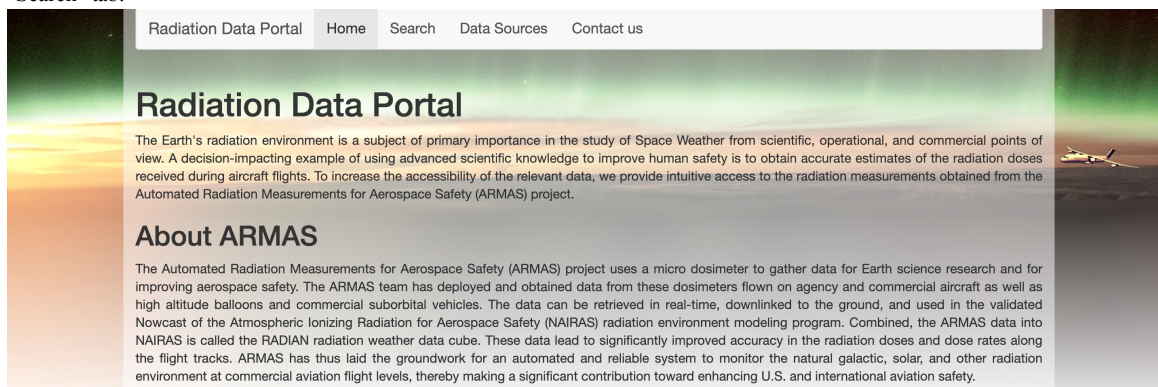 "Search" tab.
Radiation Data Portal Home Search Data Sources Contact us
Radiation Data Portal
The Earth's radiation environment is a subject of primary importance in the study of Space Weather from scientific, operational, and commercial points of
view. A decision-impacting example of using advanced scientific knowledge to improve human safety is to obtain accurate estimates of the radiation doses
received during aircraft flights. To increase the accessibility of the relevant data, we provide intuitive access to the radiation measurements obtained from the
Automated Radiation Measurements for Aerospace Safety (ARMAS) project.
About ARMAS
The Automated Radiation Measurements for Aerospace Safety (ARMAS) project uses a micro dosimeter to gather data for Earth science research and for
improving aerospace safety. The ARMAS team has deployed and obtained data from these dosimeters flown on agency and commercial aircraft as well as
high altitude balloons and commercial suborbital vehicles. The data can be retrieved in real-time, downlinked to the ground, and used in the validated
Nowcast of the Atmospheric Ionizing Radiation for Aerospace Safety (NAIRAS) radiation environment modeling program. Combined, the ARMAS data into
NAIRAS is called the RADIAN radiation weather data cube. These data lead to significantly improved accuracy in the radiation doses and dose rates along
the flight tracks. ARMAS has thus laid the groundwork for an automated and reliable system to monitor the natural galactic, solar, and other radiation
environment at commercial aviation flight levels, thereby making a significant contribution toward enhancing U.S. and international aviation safety.